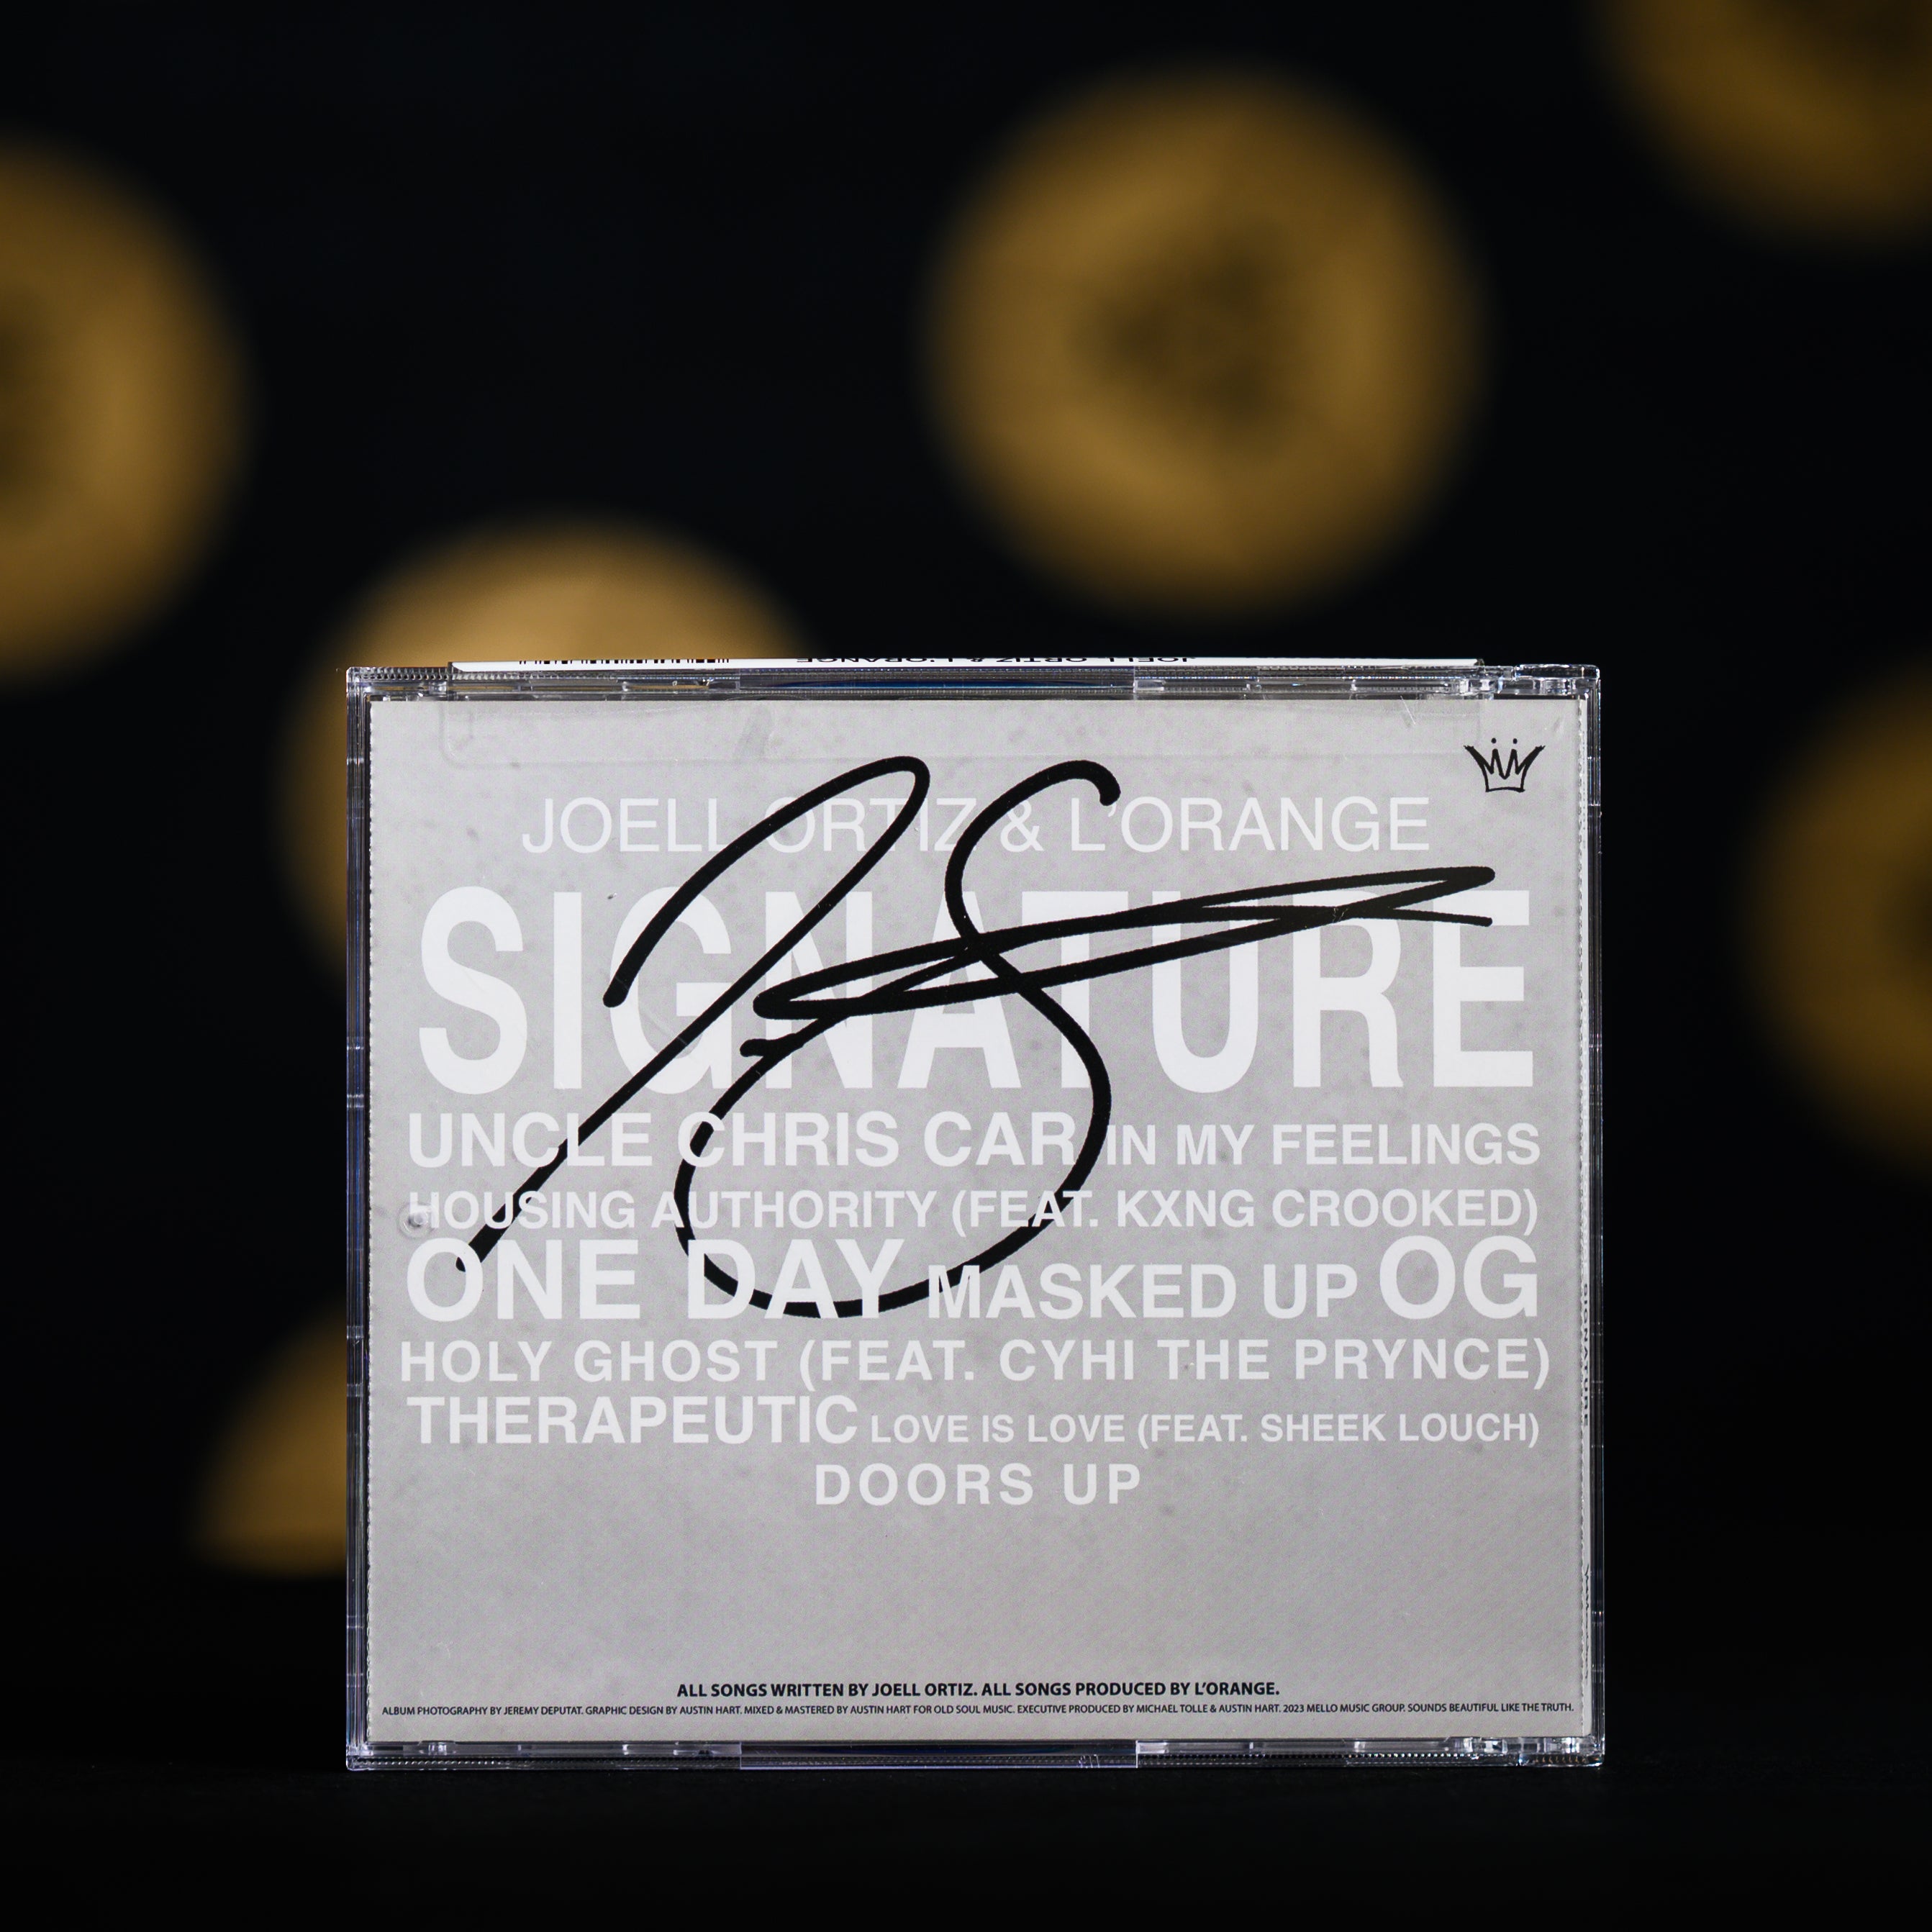 JOELL ORTIZ & L'ORANGE
JOELL ORTIZ & L'ORANGE
SIGNATURE
UNCLE CHRIS CAR IN MY FEELINGS
HOUSING AUTHORITY (FEAT. KXNG CROOKED)
ONE DAY MASKED UP OG
HOLY GHOST (FEAT. CYHI THE PRYNCE)
THERAPEUTIC LOVE IS LOVE (FEAT. SHEEK LOUCH)
DOORS UP
SIGNATURE
ALL SONGS WRITTEN BY JOELL ORTIZ. ALL SONGS PRODUCED BY L'ORANGE.
ALBUM PHOTOGRAPHY BY JEREMY DEPUTAT. GRAPHIC DESIGN BY AUSTIN HART. MIXED & MASTERED BY AUSTIN HART FOR OLD SOUL MUSIC. EXECUTIVE PRODUCED BY MICHAEL TOLLE & AUSTIN HART. 2023 MELLO MUSIC GROUP. SOUNDS BEAUTIFUL LIKE THE TRUTH.